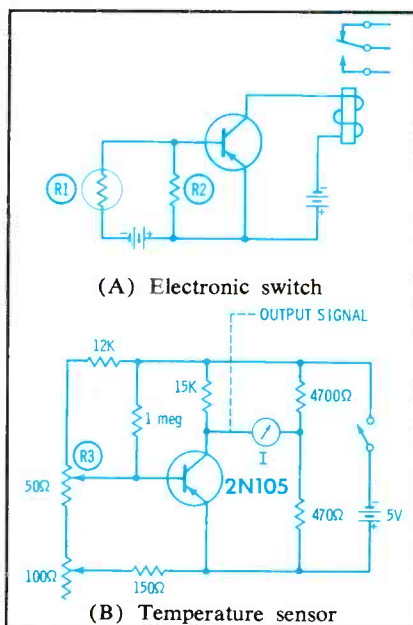 R1
R2
(A) Electronic switch
OUTPUT SIGNAL
12K
15K
4700Ω
1 meg
I
R3
50Ω
2N105
470Ω
5V
100Ω
150Ω
(B) Temperature sensor